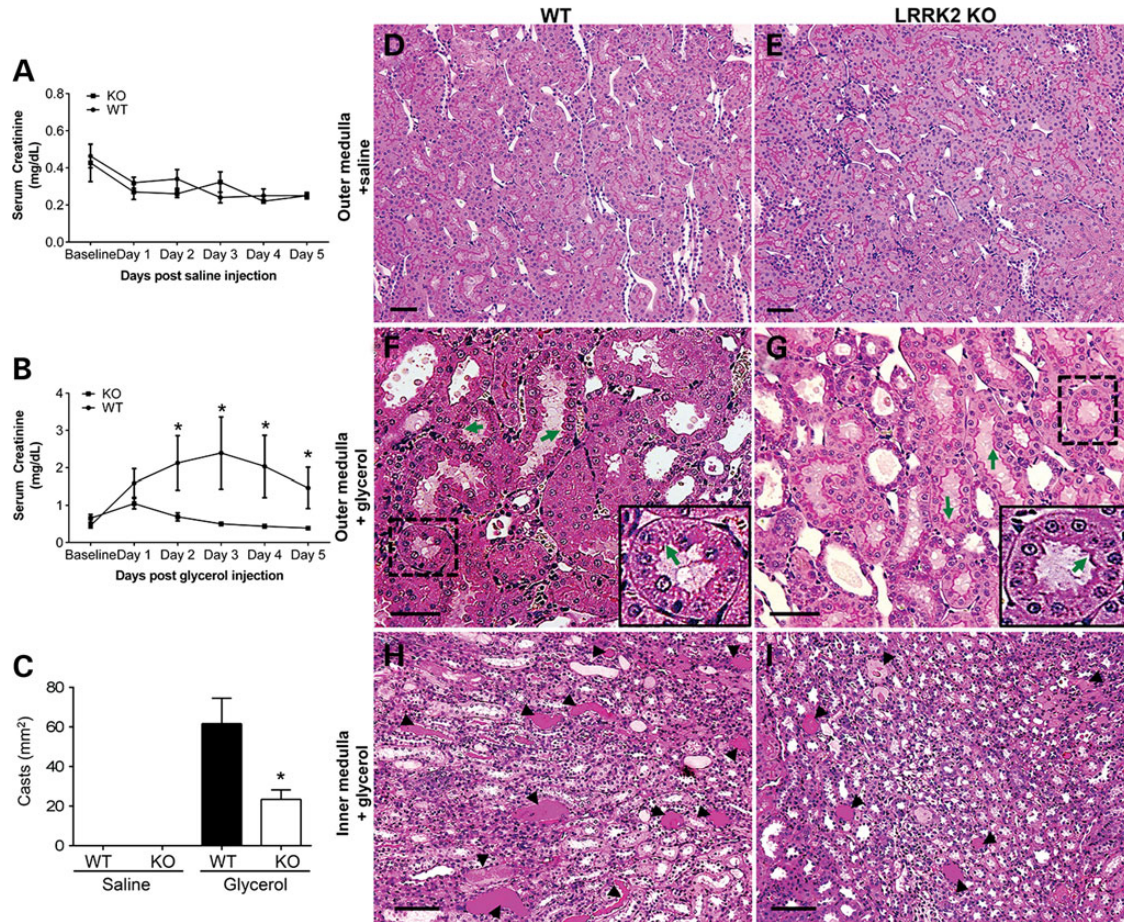 WT
LRRK2 KO
A
KO
WT
0.8
0.6
0.4
0.2
0.0
Serum Creatinine
(mg/dL)
Baseline Day 1 Day 2 Day 3 Day 4 Day 5
Days post saline injection
B
KO
WT
4
3
2
1
0
Serum Creatinine
(mg/dL)
* * * *
Baseline Day 1 Day 2 Day 3 Day 4 Day 5
Days post glycerol injection
C
80
60
40
20
0
Casts (mm²)
*
WT KO WT KO
Saline Glycerol
Outer medulla
+saline
D
E
Outer medulla
+ glycerol
F
G
Inner medulla
+ glycerol
H
I